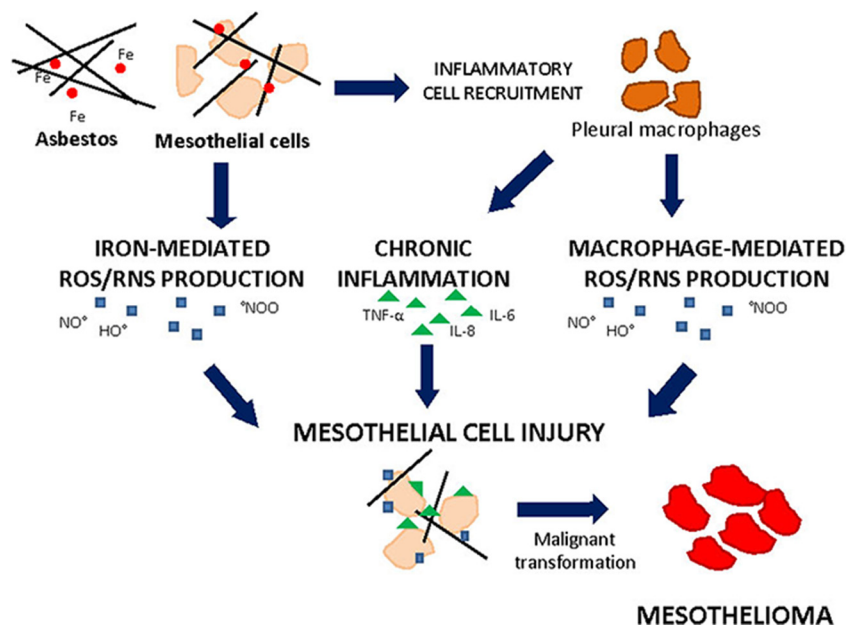 Fe
Fe
Fe
Asbestos
Mesothelial cells
INFLAMMATORY
CELL RECRUITMENT
Pleural macrophages
IRON-MEDIATED
ROS/RNS PRODUCTION
NO°
HO°
°NOO
CHRONIC
INFLAMMATION
TNF-α
IL-6
IL-8
MACROPHAGE-MEDIATED
ROS/RNS PRODUCTION
NO°
HO°
°NOO
MESOTHELIAL CELL INJURY
Malignant
transformation
MESOTHELIOMA